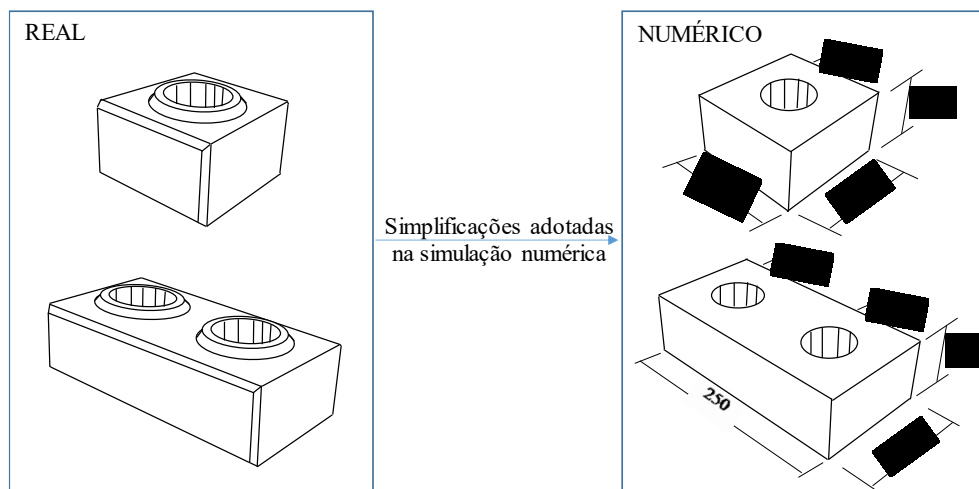 REAL
Simplificações adotadas
na simulação numérica
NUMÉRICO
250